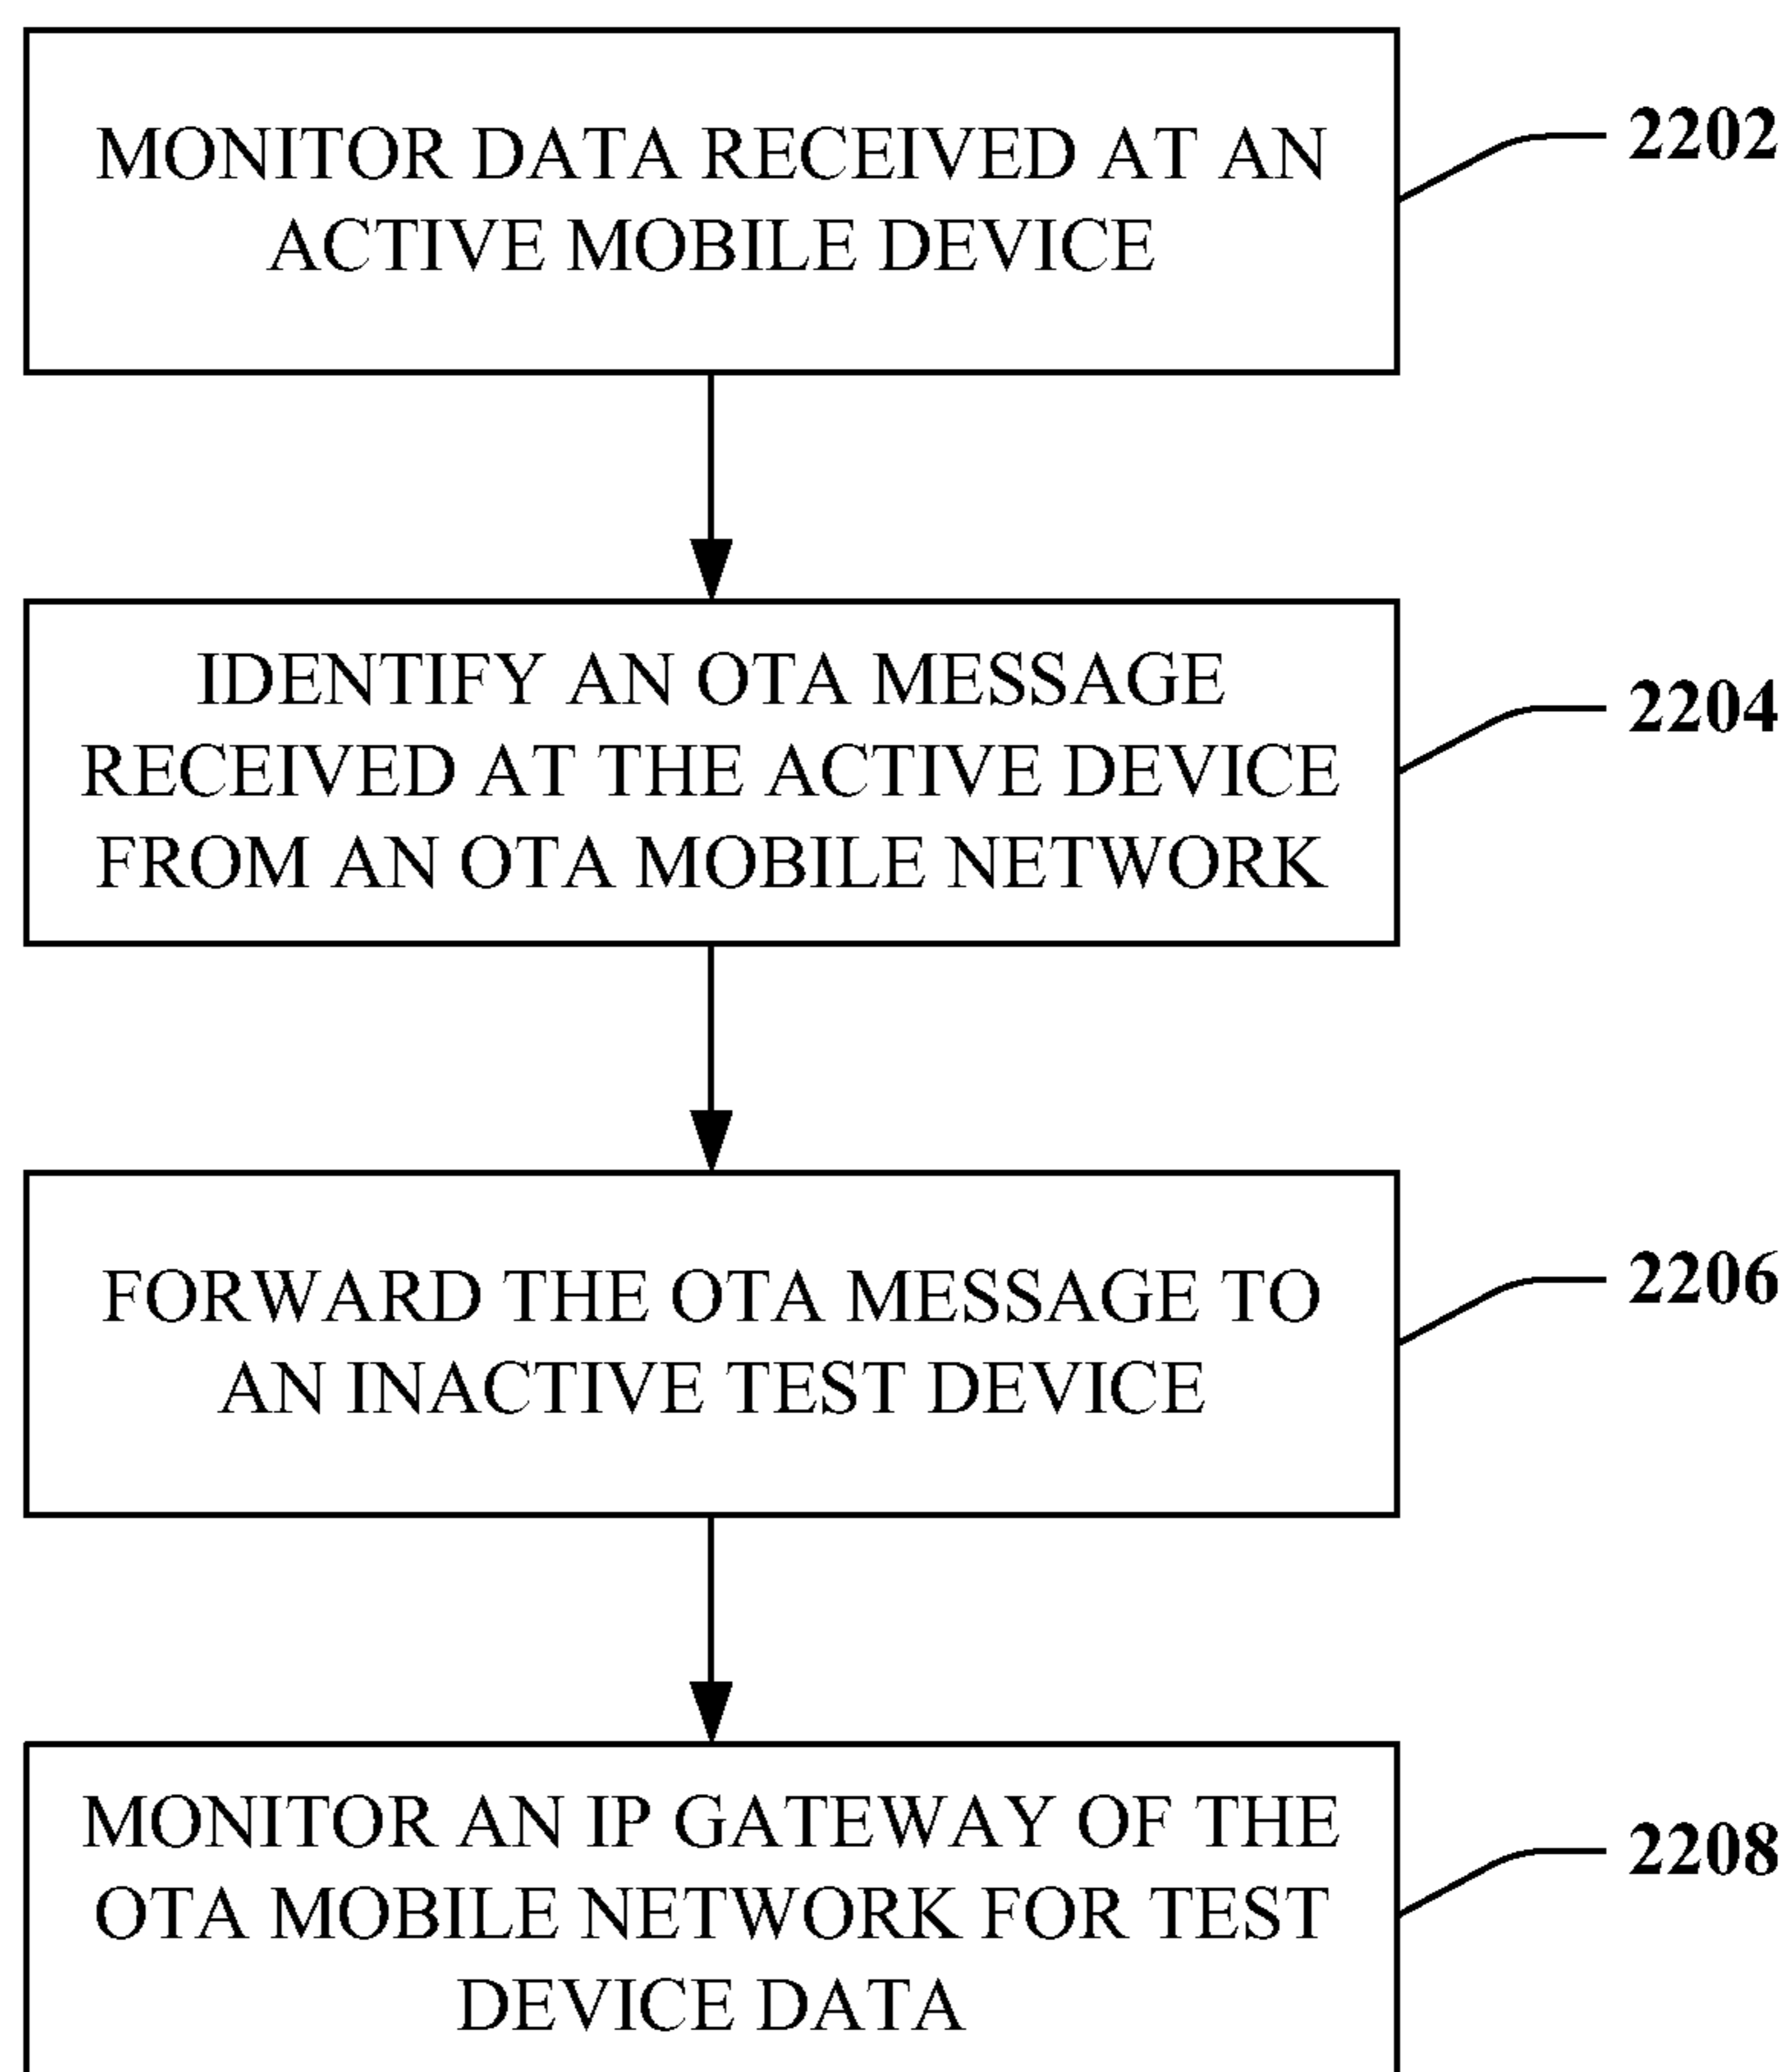 MONITOR DATA RECEIVED AT AN
ACTIVE MOBILE DEVICE
2202
IDENTIFY AN OTA MESSAGE
RECEIVED AT THE ACTIVE DEVICE
FROM AN OTA MOBILE NETWORK
2204
FORWARD THE OTA MESSAGE TO
AN INACTIVE TEST DEVICE
2206
MONITOR AN IP GATEWAY OF THE
OTA MOBILE NETWORK FOR TEST
DEVICE DATA
2208